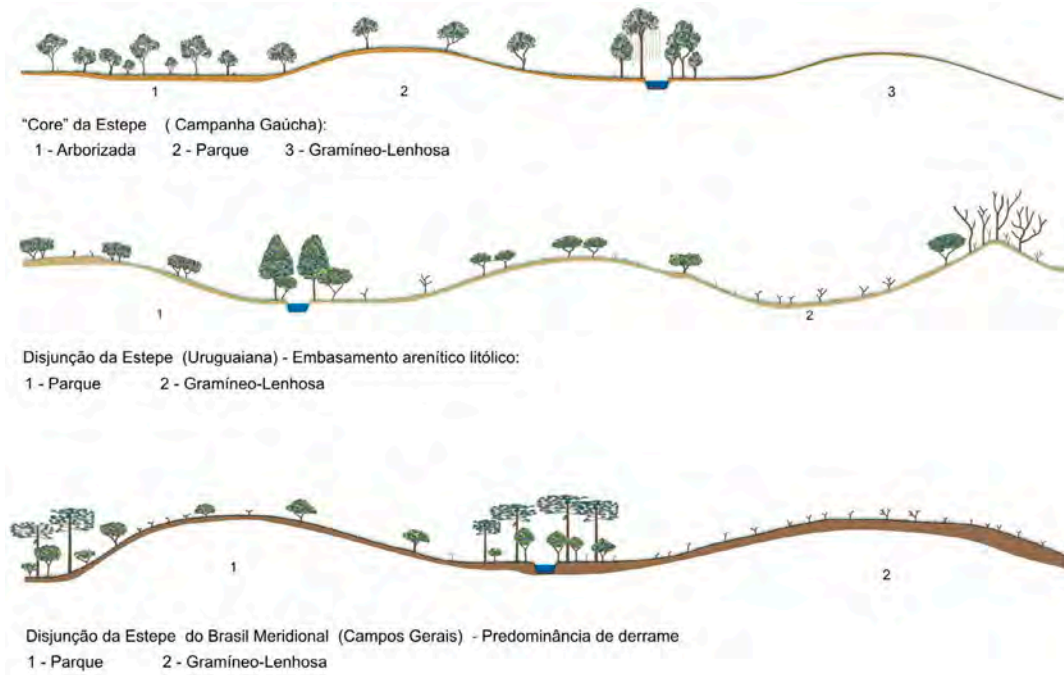 1 2 3
"Core" da Estepe ( Campanha Gaúcha):
1 - Arborizada 2 - Parque 3 - Gramíneo-Lenhosa
1 2
Disjunção da Estepe (Uruguaiana) - Embasamento arenítico litólico:
1 - Parque 2 - Gramíneo-Lenhosa
1 2
Disjunção da Estepe do Brasil Meridional (Campos Gerais) - Predominância de derrame
1 - Parque 2 - Gramíneo-Lenhosa